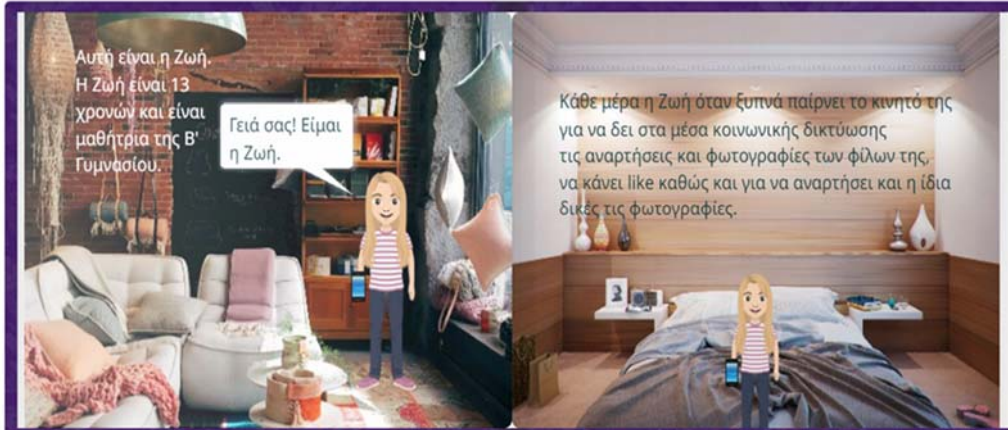 Αυτή είναι η Ζωή.
Η Ζωή είναι 13
χρονών και είναι
μαθήτρια της Β'
Γυμνασίου.
Γειά σας! Είμαι
η Ζωή.
Κάθε μέρα η Ζωή όταν ξυπνά παίρνει το κινητό της
για να δει στα μέσα κοινωνικής δικτύωσης
τις αναρτήσεις και φωτογραφίες των φίλων της,
να κάνει like καθώς και για να αναρτήσει και η ίδια
δικές τις φωτογραφίες.